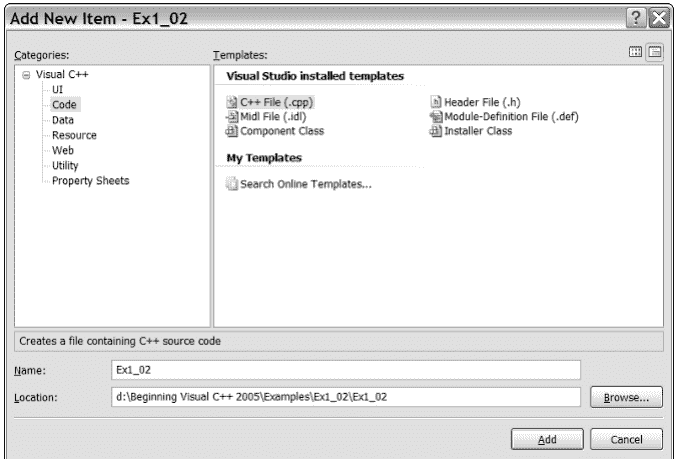 Add New Item - Ex1_02
Categories:
Templates:
Visual C++
UI
Code
Data
Resource
Web
Utility
Property Sheets
Visual Studio installed templates
C++ File (.cpp)
Header File (.h)
Midl File (.idl)
Module-Definition File (.def)
Component Class
Installer Class
My Templates
Search Online Templates...
Creates a file containing C++ source code
Name:
Ex1_02
Location:
d:\Beginning Visual C++ 2005\Examples\Ex1_02\Ex1_02
Browse...
Add
Cancel